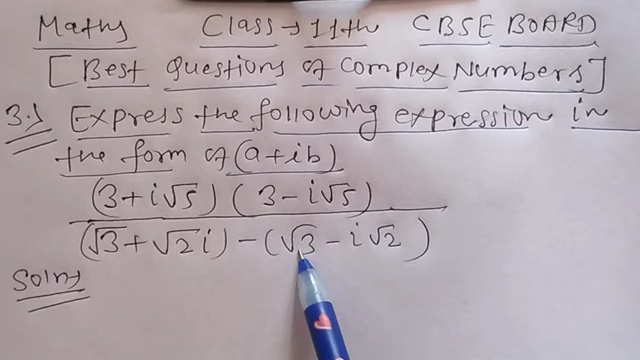 Maths Class → 11th CBSE BOARD
[Best Questions of Complex Numbers]
3.) Express the following expression in
the form of (a+ib)
(3+i√5) (3-i√5)
(√3+√2i) - (√3-i√2)
Soln→